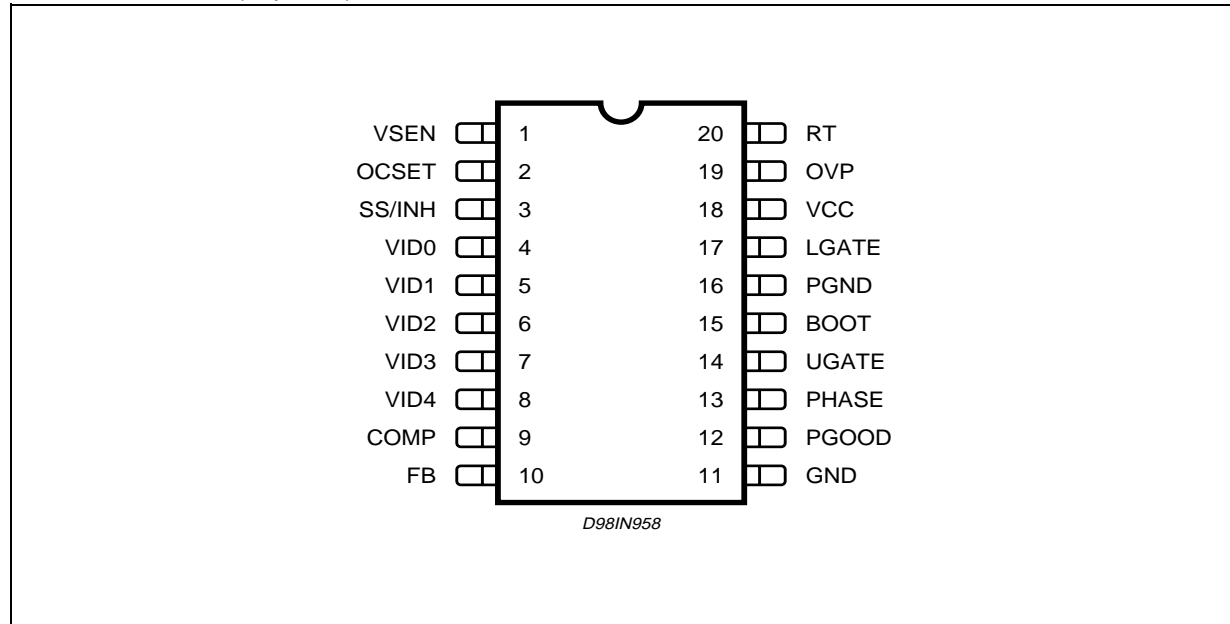 VSEN 1 20 RT
OCSET 2 19 OVP
SS/INH 3 18 VCC
VID0 4 17 LGATE
VID1 5 16 PGND
VID2 6 15 BOOT
VID3 7 14 UGATE
VID4 8 13 PHASE
COMP 9 12 PGOOD
FB 10 11 GND
D98IN958